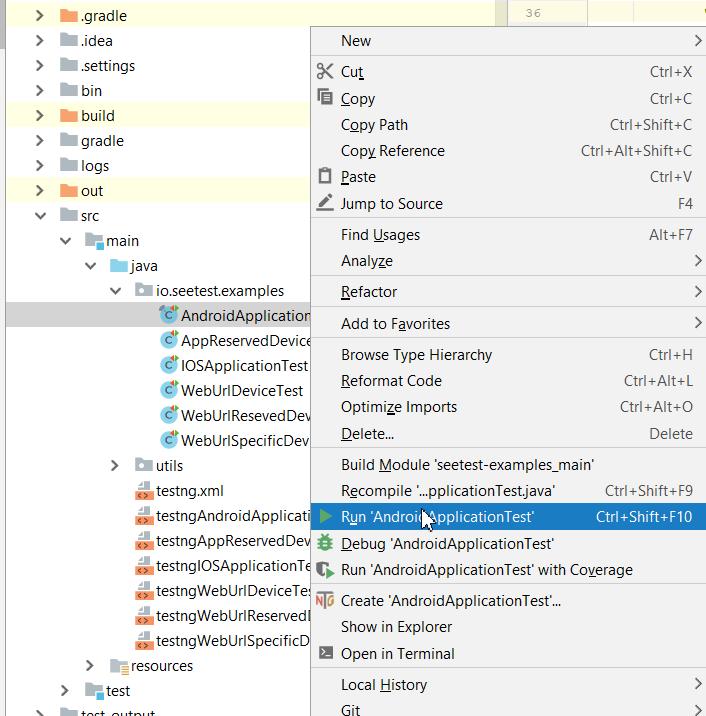 .gradle
.idea
.settings
bin
build
gradle
logs
out
src
main
java
io.seetest.examples
AndroidApplication
AppReservedDevice
IOSApplicationTest
WebUrlDeviceTest
WebUrlResevedDev
WebUrlSpecificDev
utils
testng.xml
testngAndroidApplicati
testngAppReservedDev
testngIOSApplicationTe
testngWebUrlDeviceTes
testngWebUrlReservedD
testngWebUrlSpecificD
resources
test
test_output
36
New
Cut Ctrl+X
Copy Ctrl+C
Copy Path Ctrl+Shift+C
Copy Reference Ctrl+Alt+Shift+C
Paste Ctrl+V
Jump to Source F4
Find Usages Alt+F7
Analyze
Refactor
Add to Favorites
Browse Type Hierarchy Ctrl+H
Reformat Code Ctrl+Alt+L
Optimize Imports Ctrl+Alt+O
Delete... Delete
Build Module 'seetest-examples_main'
Recompile '...pplicationTest.java' Ctrl+Shift+F9
Run 'AndroidApplicationTest' Ctrl+Shift+F10
Debug 'AndroidApplicationTest'
Run 'AndroidApplicationTest' with Coverage
Create 'AndroidApplicationTest'...
Show in Explorer
Open in Terminal
Local History
Git